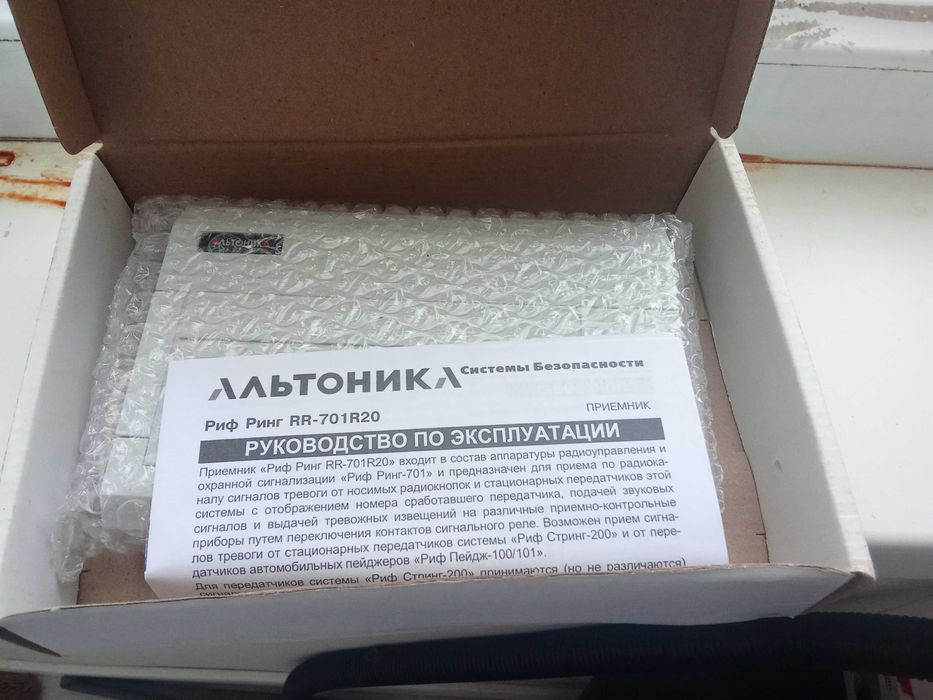 АЛЬТОНИКА
АЛЬТОНИКА Системы Безопасности
Риф Ринг RR-701R20
ПРИЕМНИК
РУКОВОДСТВО ПО ЭКСПЛУАТАЦИИ
Приемник «Риф Ринг RR-701R20» входит в состав аппаратуры радиоуправления и
охранной сигнализации «Риф Ринг-701» и предназначен для приема по радиока-
налу сигналов тревоги от носимых радиокнопок и стационарных передатчиков этой
системы с отображением номера сработавшего передатчика, подачей звуковых
сигналов и выдачей тревожных извещений на различные приемно-контрольные
приборы путем переключения контактов сигнального реле. Возможен прием сигна-
лов тревоги от стационарных передатчиков системы «Риф Стринг-200» и от пере-
датчиков автомобильных пейджеров «Риф Пейдж-100/101».
Для передатчиков системы «Риф Стринг-200» принимаются (но не различаются)